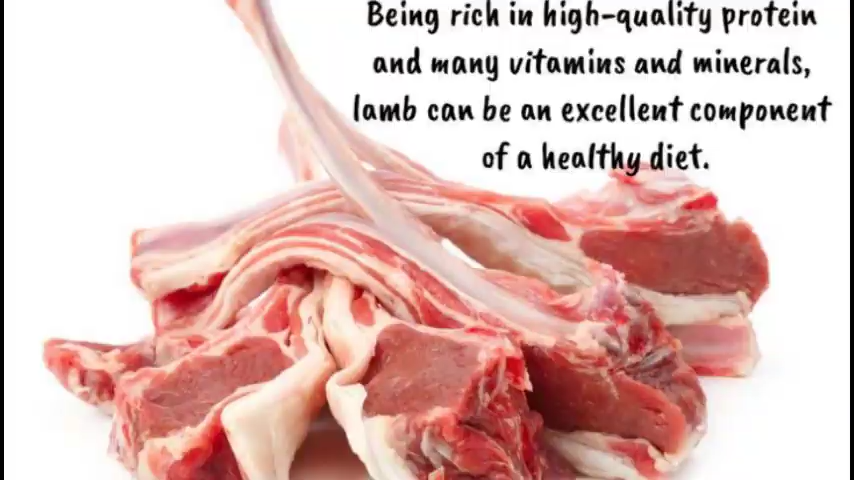 Being rich in high-quality protein
and many vitamins and minerals,
lamb can be an excellent component
of a healthy diet.